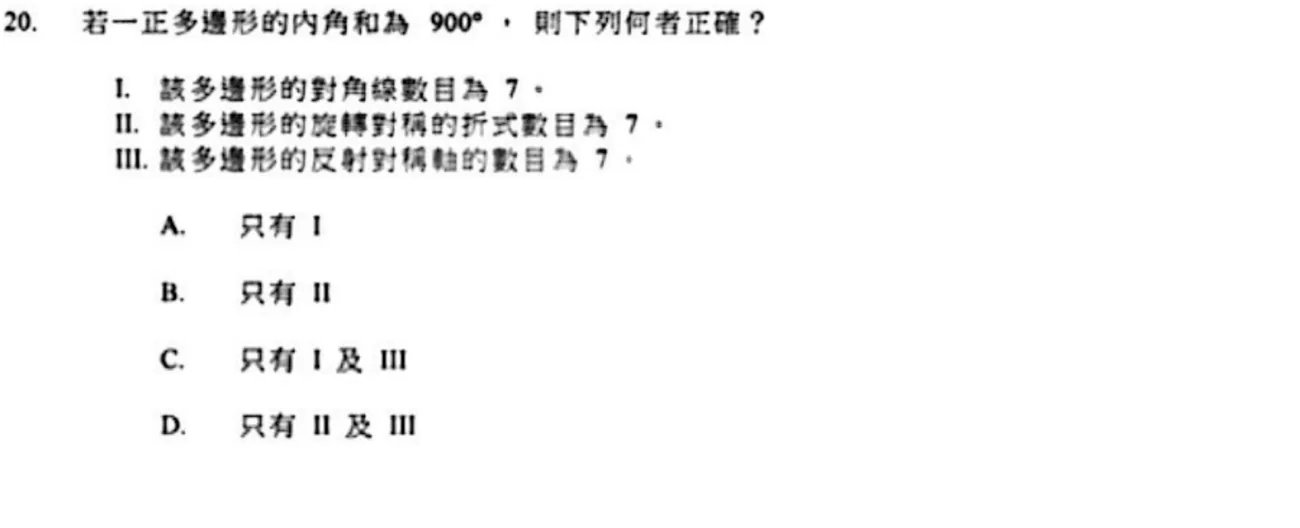 20. 若一正多邊形的內角和為 900°，則下列何者正確？
I. 該多邊形的對角線數目為 7。
II. 該多邊形的旋轉對稱的折式數目為 7。
III. 該多邊形的反射對稱軸的數目為 7。
A. 只有 I
B. 只有 II
C. 只有 I 及 III
D. 只有 II 及 III